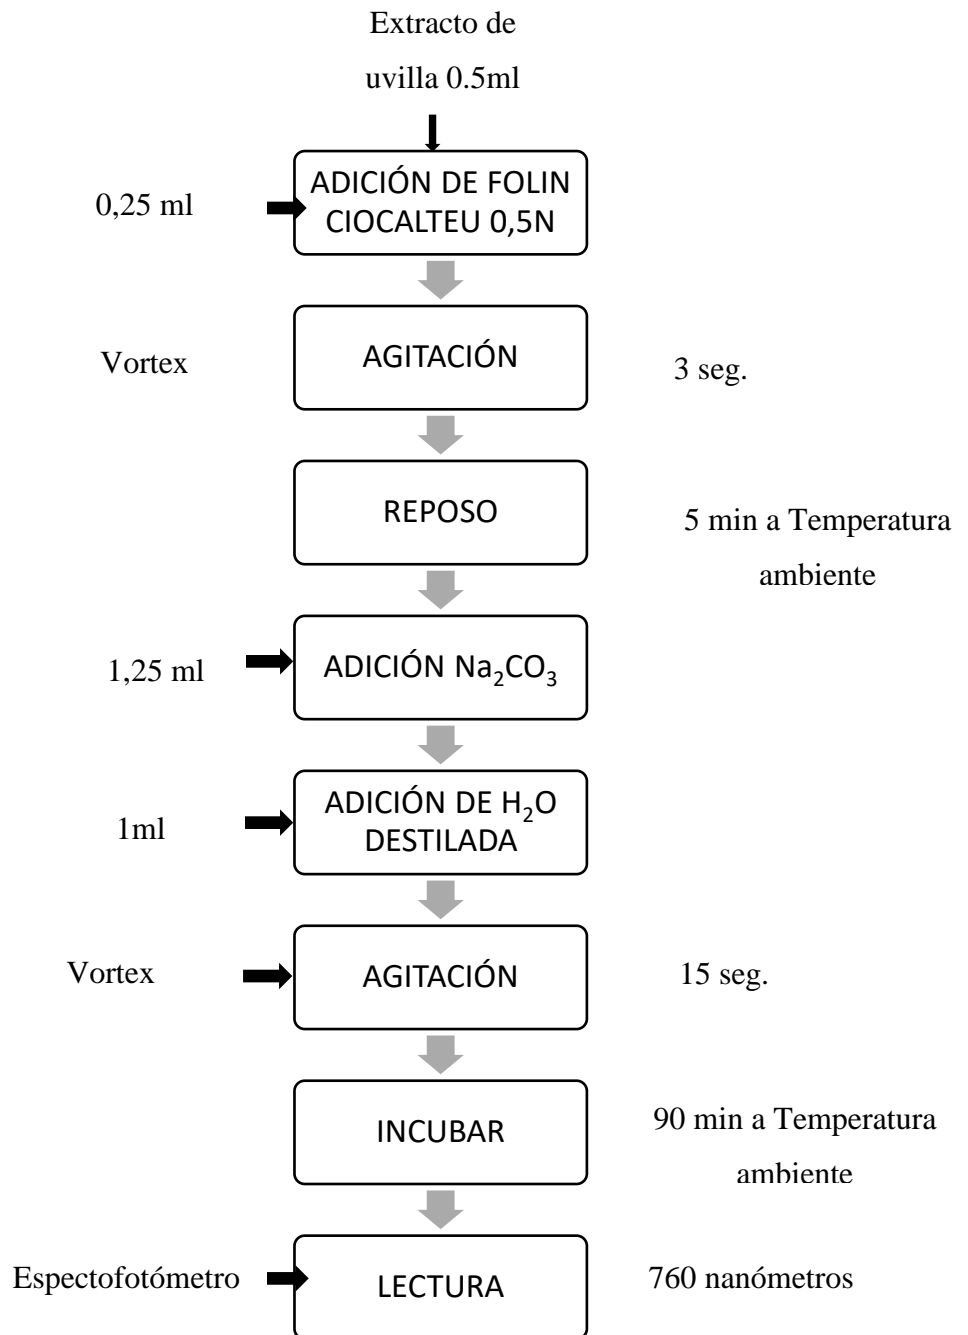 Extracto de
uvilla 0.5ml
0,25 ml
ADICIÓN DE FOLIN
CIOCALTEU 0,5N
Vortex
AGITACIÓN
3 seg.
REPOSO
5 min a Temperatura
ambiente
1,25 ml
ADICIÓN Na₂CO₃
1ml
ADICIÓN DE H₂O
DESTILADA
Vortex
AGITACIÓN
15 seg.
INCUBAR
90 min a Temperatura
ambiente
Espectofotómetro
LECTURA
760 nanómetros